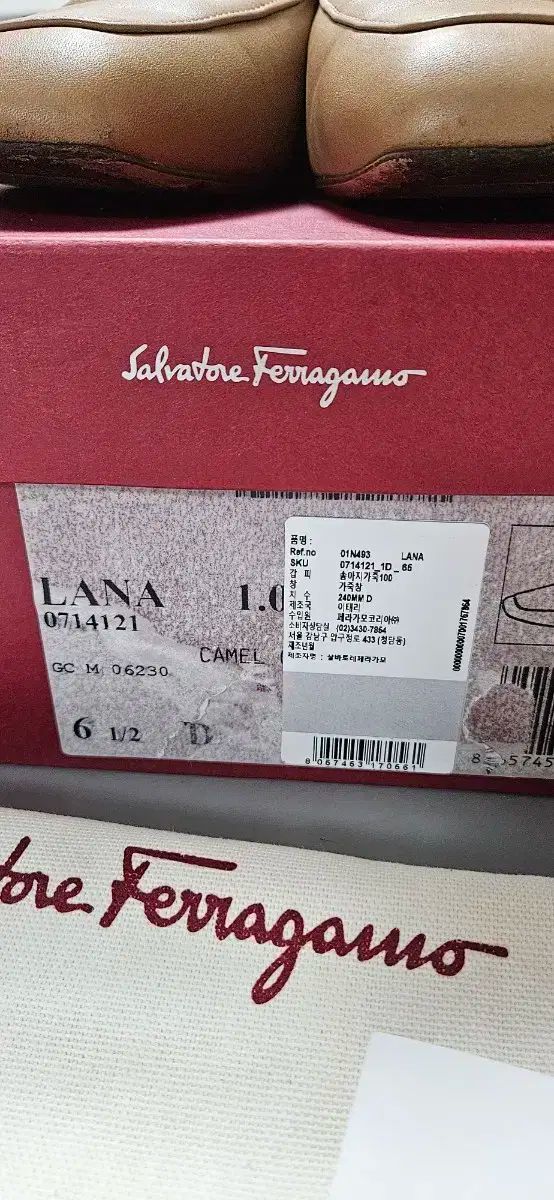 Salvatore Ferragamo
LANA 1.0
0714121
CAMEL
GC M 06230
6 1/2 D
품명 :
Ref.no 01N493 LANA
SKU 0714121_1D_65
갑 피 송아지가죽100
창 가죽창
치 수 240MM D
제조국 이태리
수입원 페라가모코리아㈜
소비자상담실 (02)3430-7854
서울 강남구 압구정로 433 (청담동)
제조년월
제조자명 : 살바토레페라가모
8 067463 170661
Ferragamo